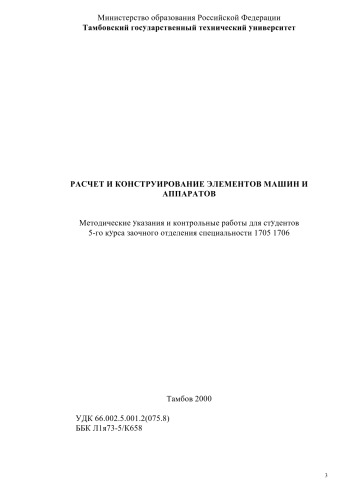 Министерство образования Российской Федерации
Тамбовский государственный технический университет
РАСЧЕТ И КОНСТРУИРОВАНИЕ ЭЛЕМЕНТОВ МАШИН И
АППАРАТОВ
Методические указания и контрольные работы для студентов
5-го курса заочного отделения специальности 1705 1706
Тамбов 2000
УДК 66.002.5.001.2(075.8)
ББК Л1я73-5/К658
3